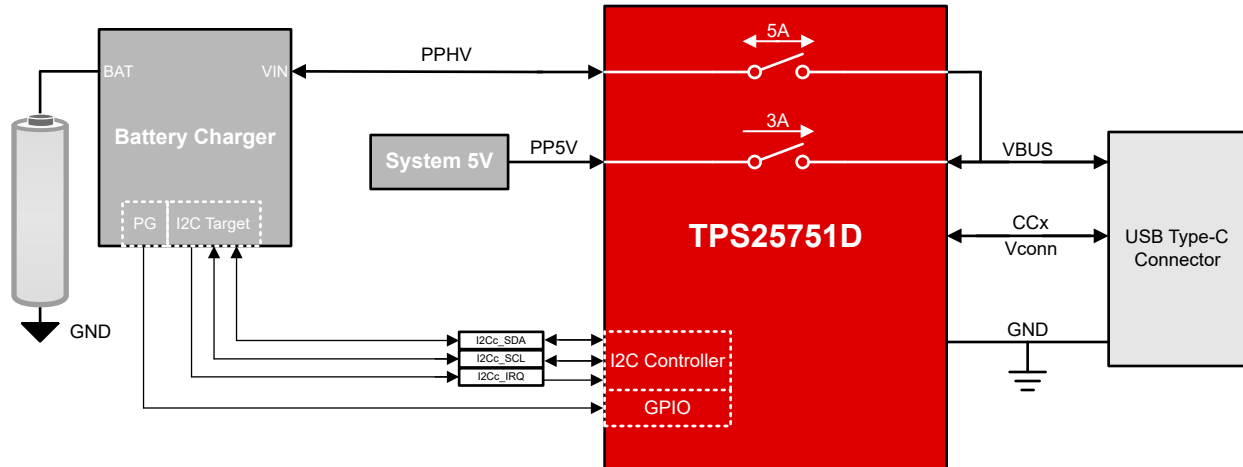 5A
PPHV
BAT
VIN
Battery Charger
3A
System 5V
PP5V
VBUS
PG
I2C Target
TPS25751D
CCx
Vconn
USB Type-C
Connector
GND
GND
I2Cc_SDA
I2Cc_SCL
I2Cc_IRQ
I2C Controller
GPIO